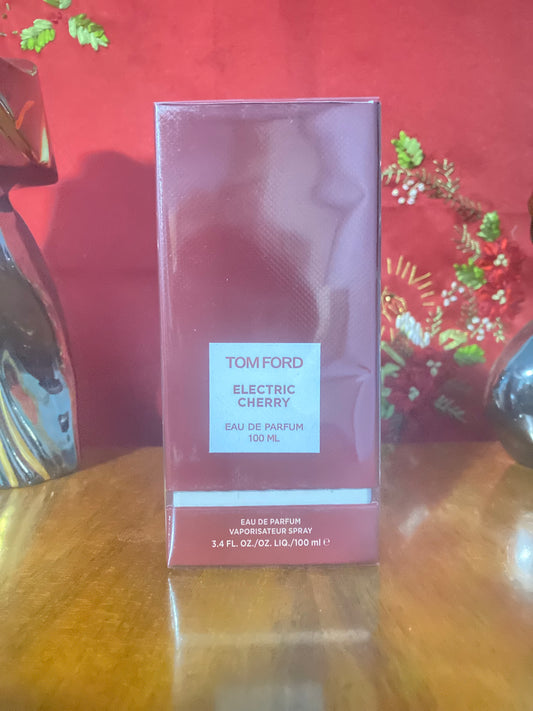 TOM FORD
ELECTRIC
CHERRY
EAU DE PARFUM
100 ML
EAU DE PARFUM
VAPORISATEUR SPRAY
3.4 FL. OZ./OZ. LIQ./100 ml ℮